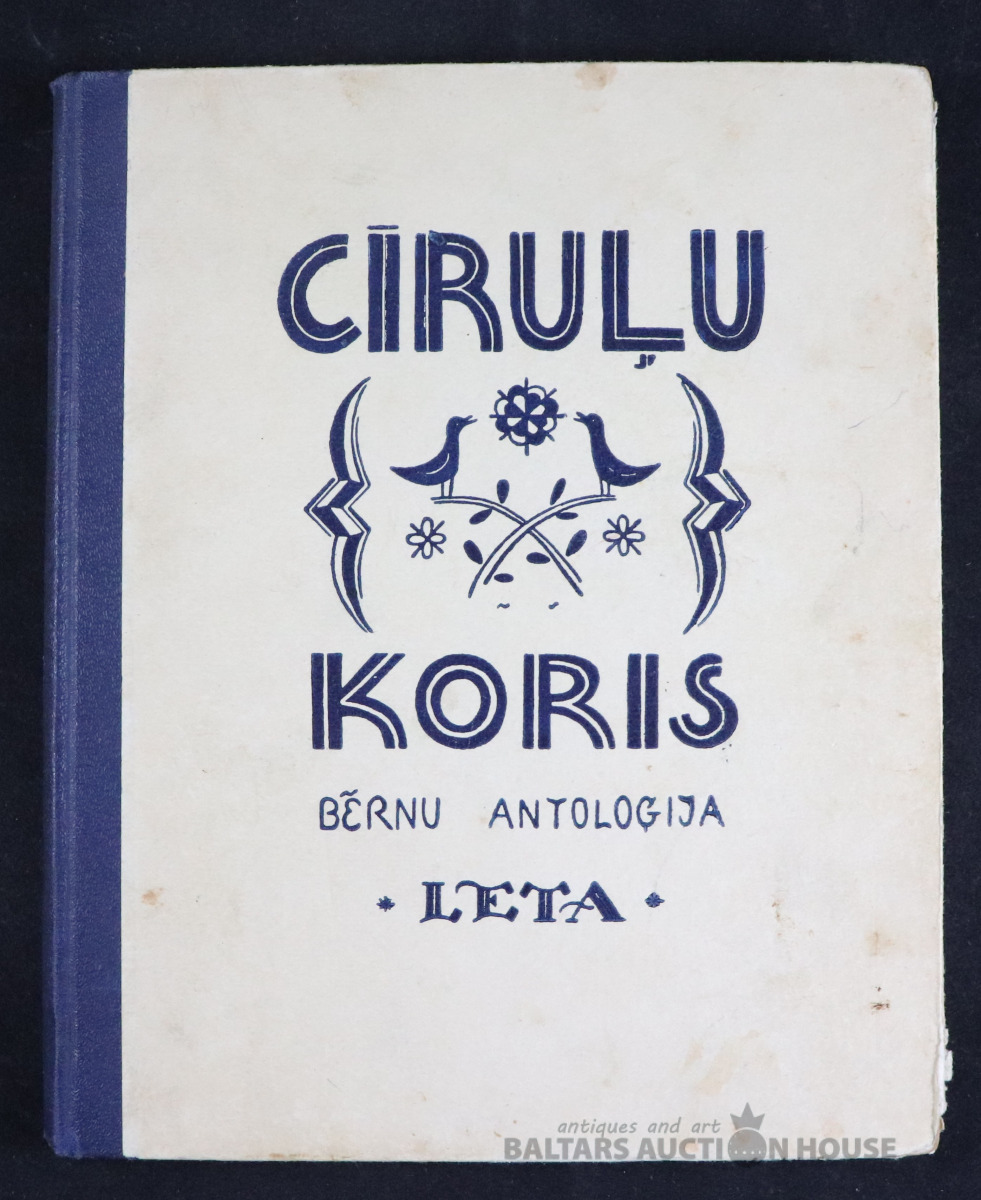 CĪRUĻU
KORIS
BĒRNU ANTOLOĢIJA
LETA
antiques and art
BALTARS AUCTION HOUSE